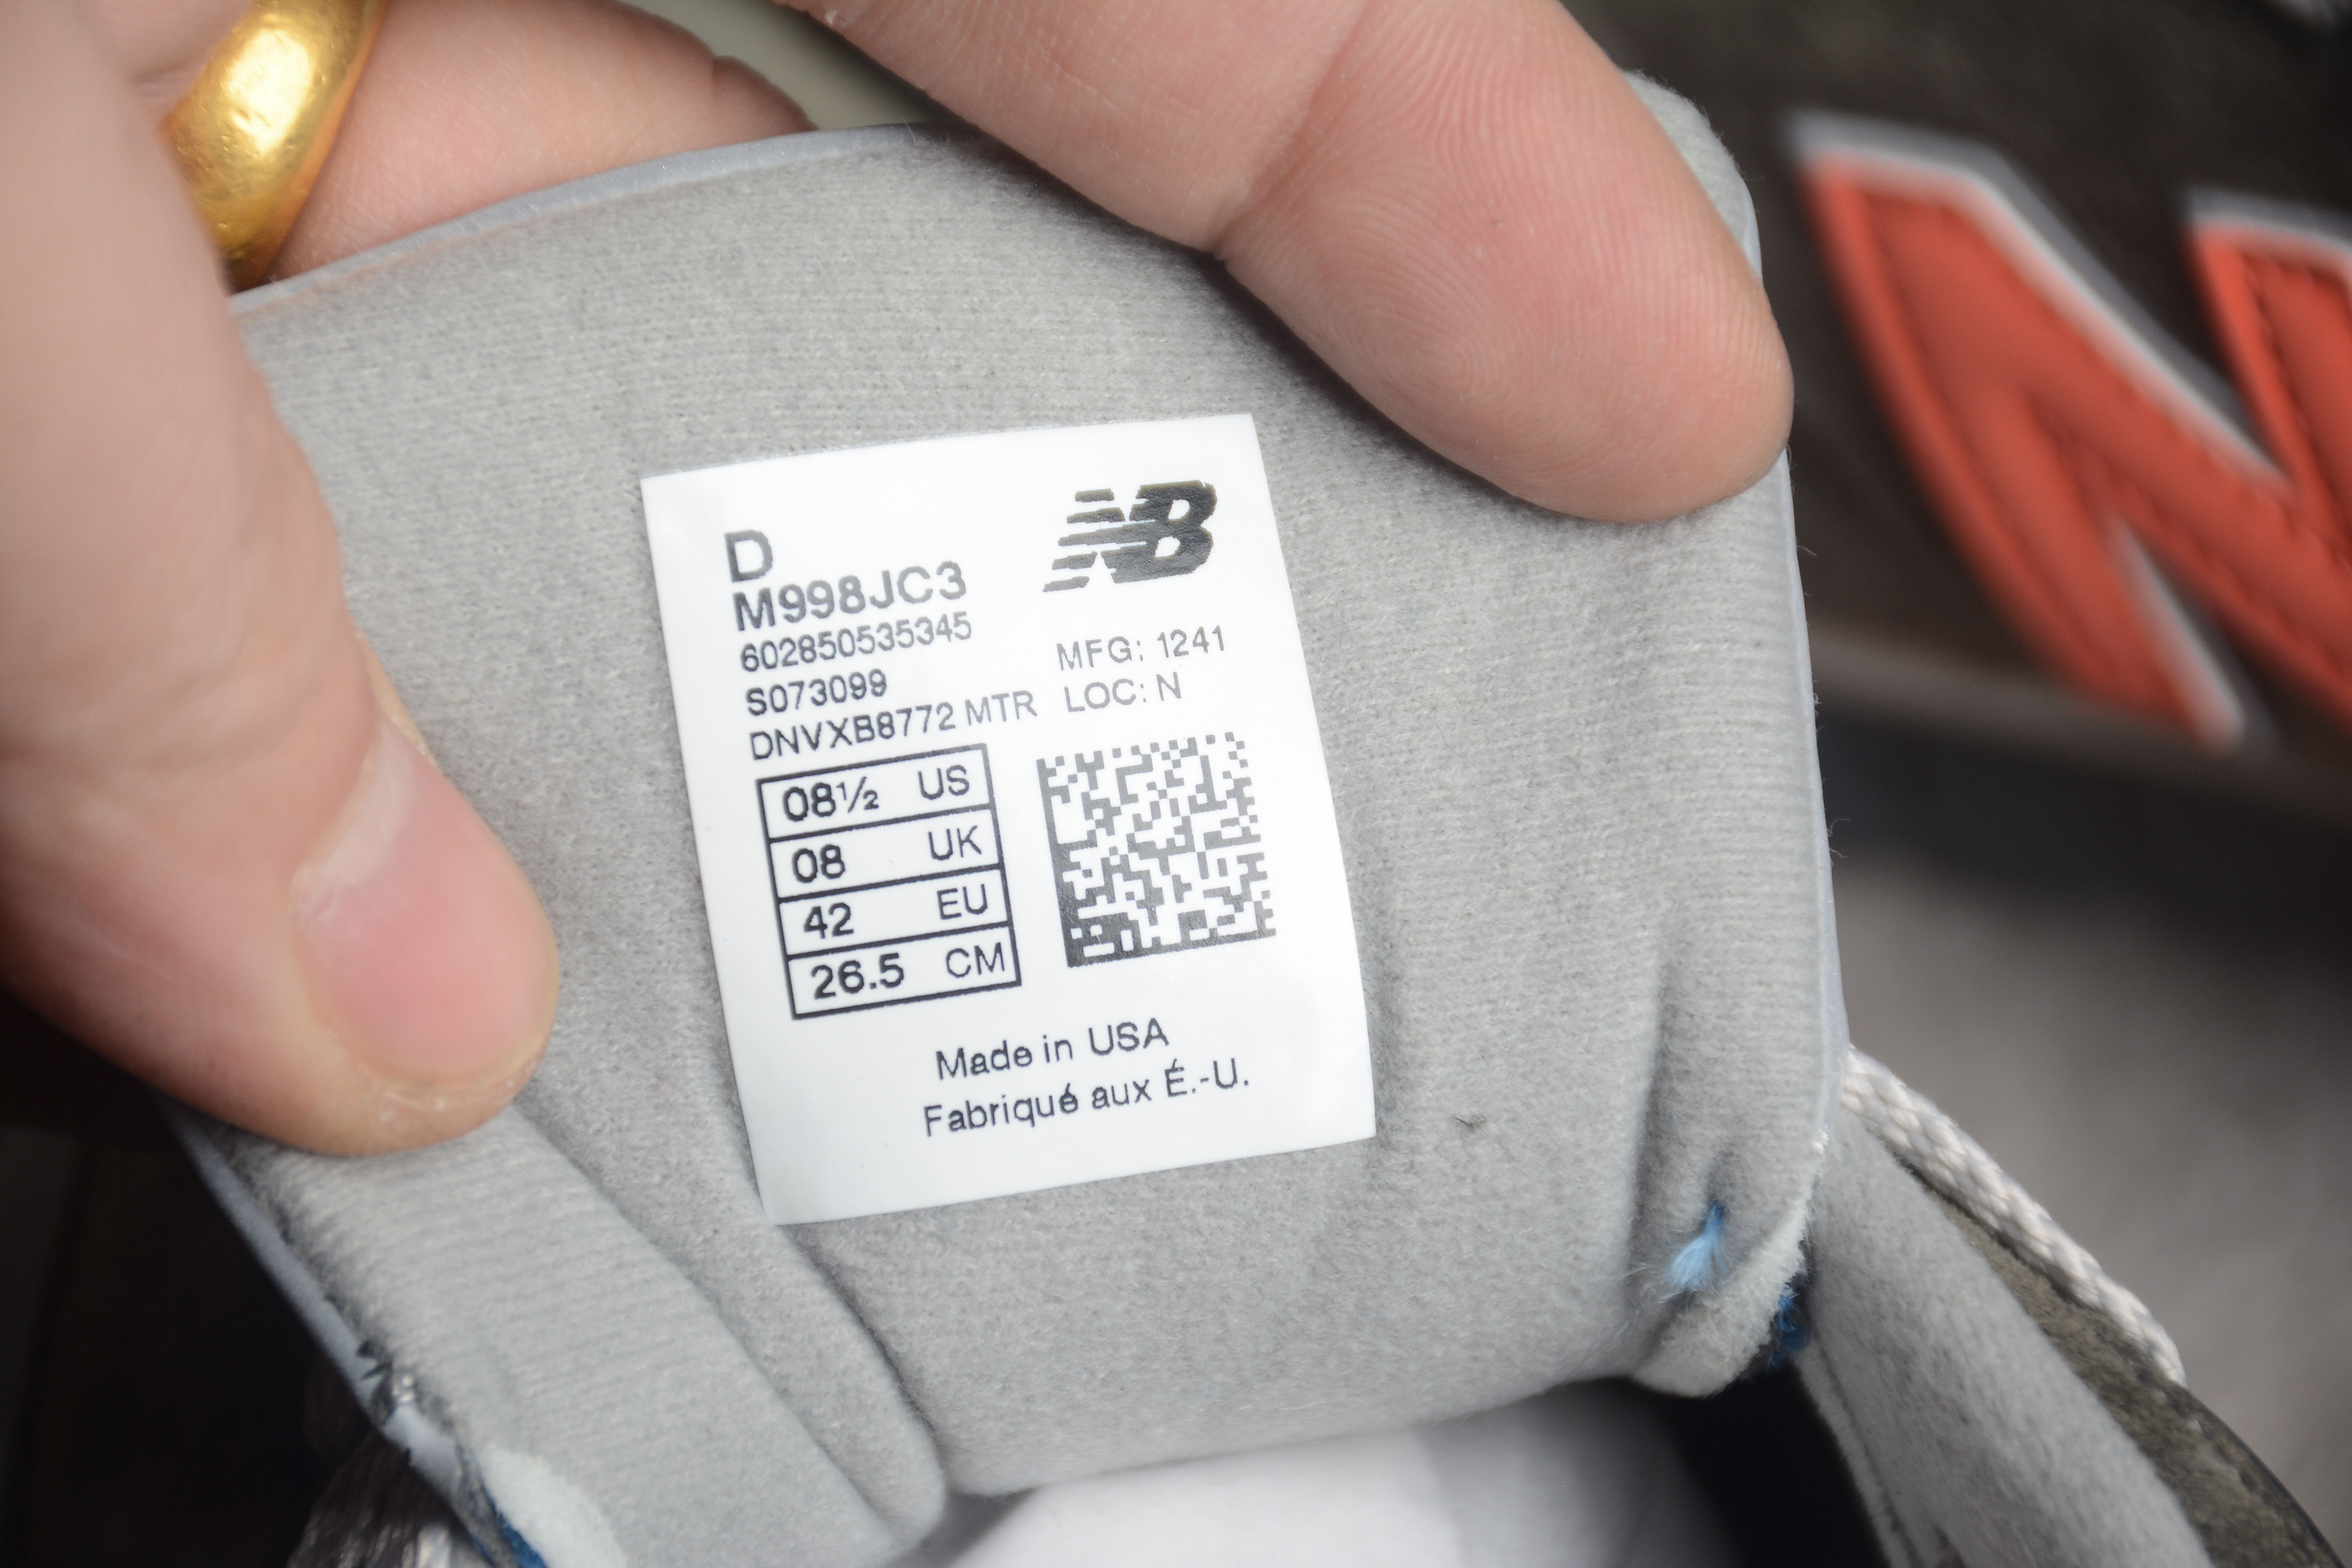 D
NB
M998JC3
602850535345
S073099
DNVXB8772 MTR
MFG: 1241
LOC: N
08½ US
08 UK
42 EU
26.5 CM
Made in USA
Fabriqué aux É.-U.
N